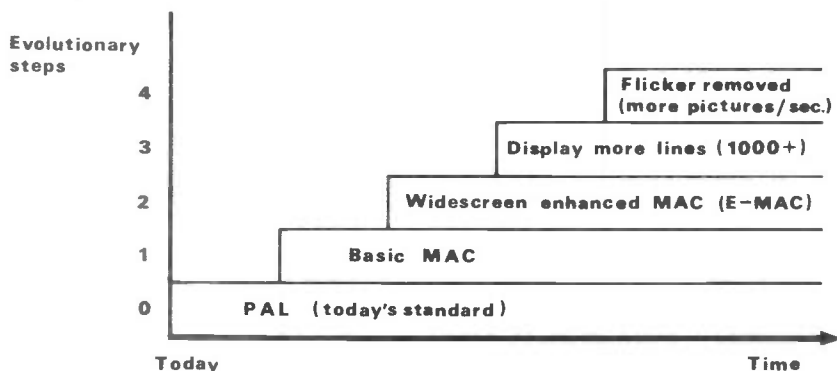 Evolutionary
steps
4
Flicker removed
(more pictures/sec.)
3
Display more lines (1000+)
2
Widescreen enhanced MAC (E-MAC)
1
Basic MAC
0
PAL (today's standard)
Today
Time